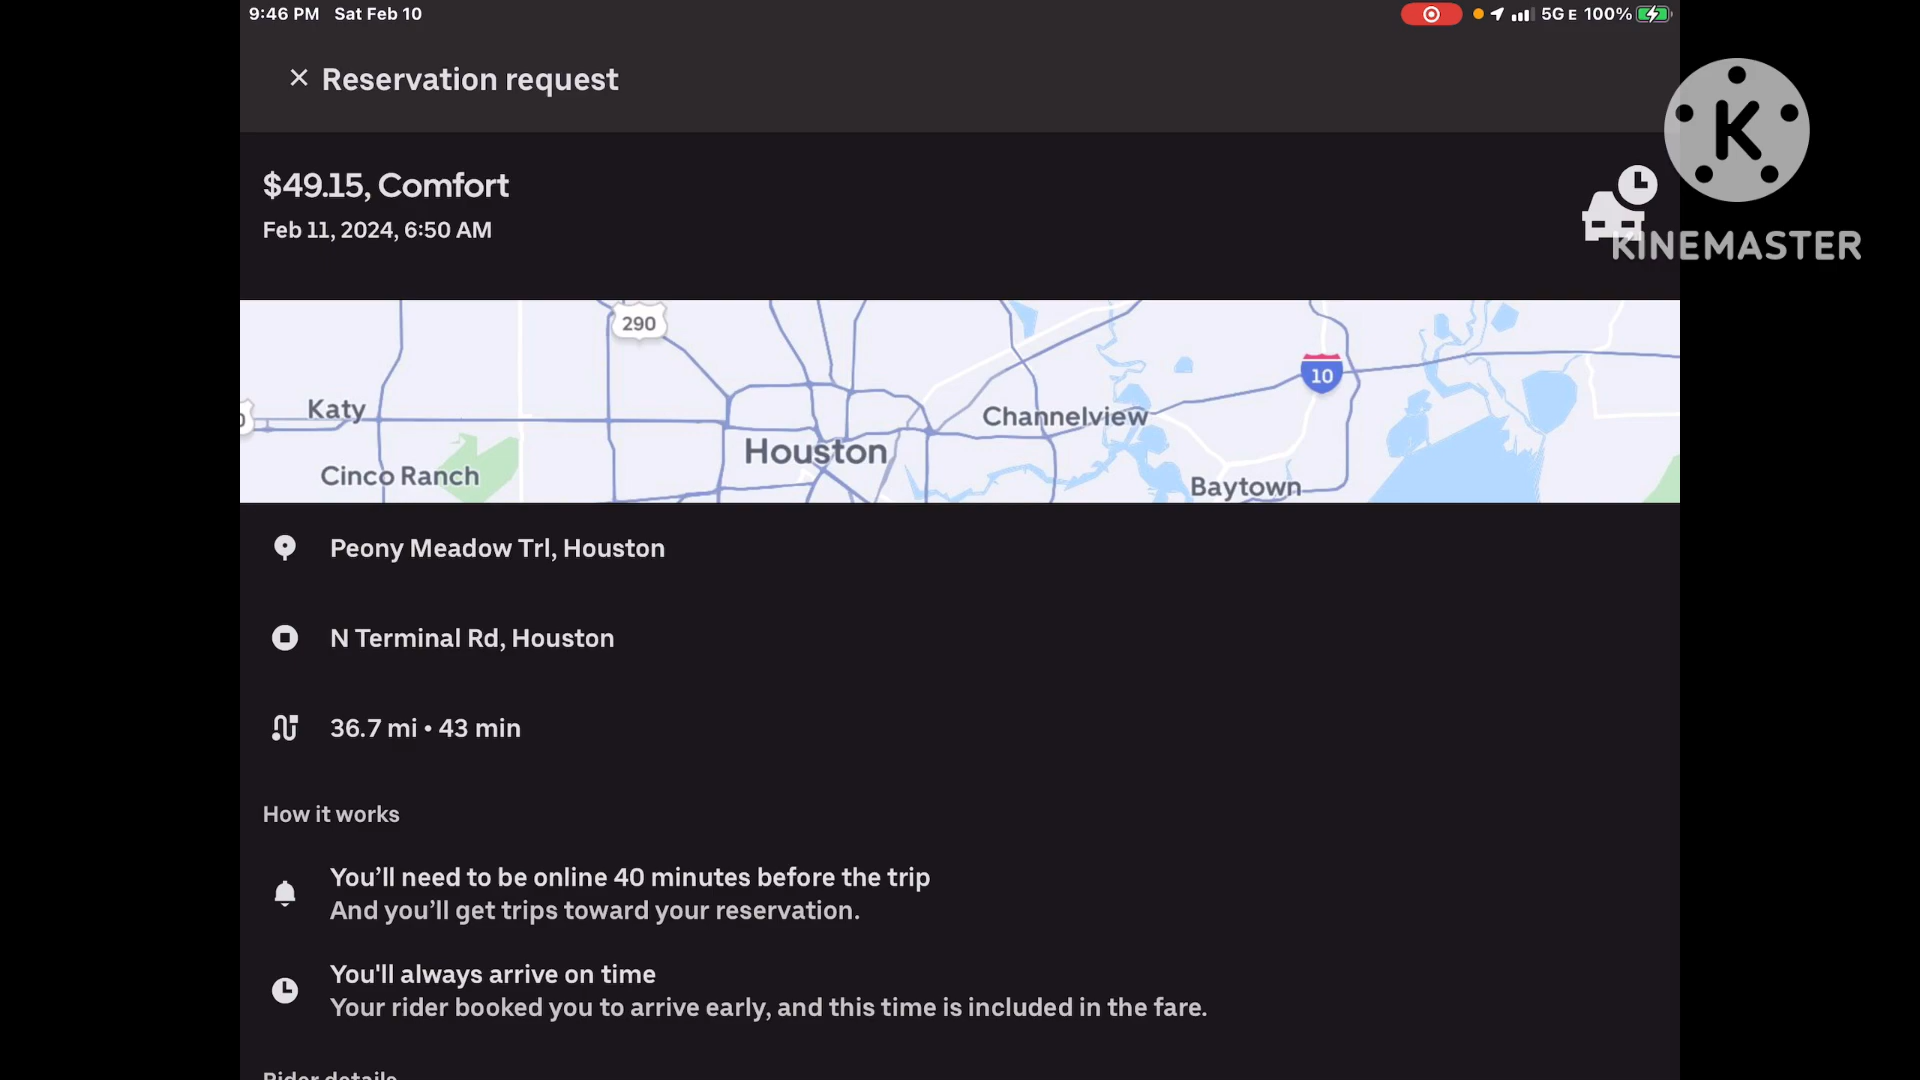 9:46 PM Sat Feb 10
5G E 100%
× Reservation request
K
KINEMASTER
$49.15, Comfort
Feb 11, 2024, 6:50 AM
290
10
Katy
Channelview
Houston
Cinco Ranch
Baytown
Peony Meadow Trl, Houston
N Terminal Rd, Houston
36.7 mi • 43 min
How it works
You’ll need to be online 40 minutes before the trip
And you’ll get trips toward your reservation.
You'll always arrive on time
Your rider booked you to arrive early, and this time is included in the fare.
Rider details